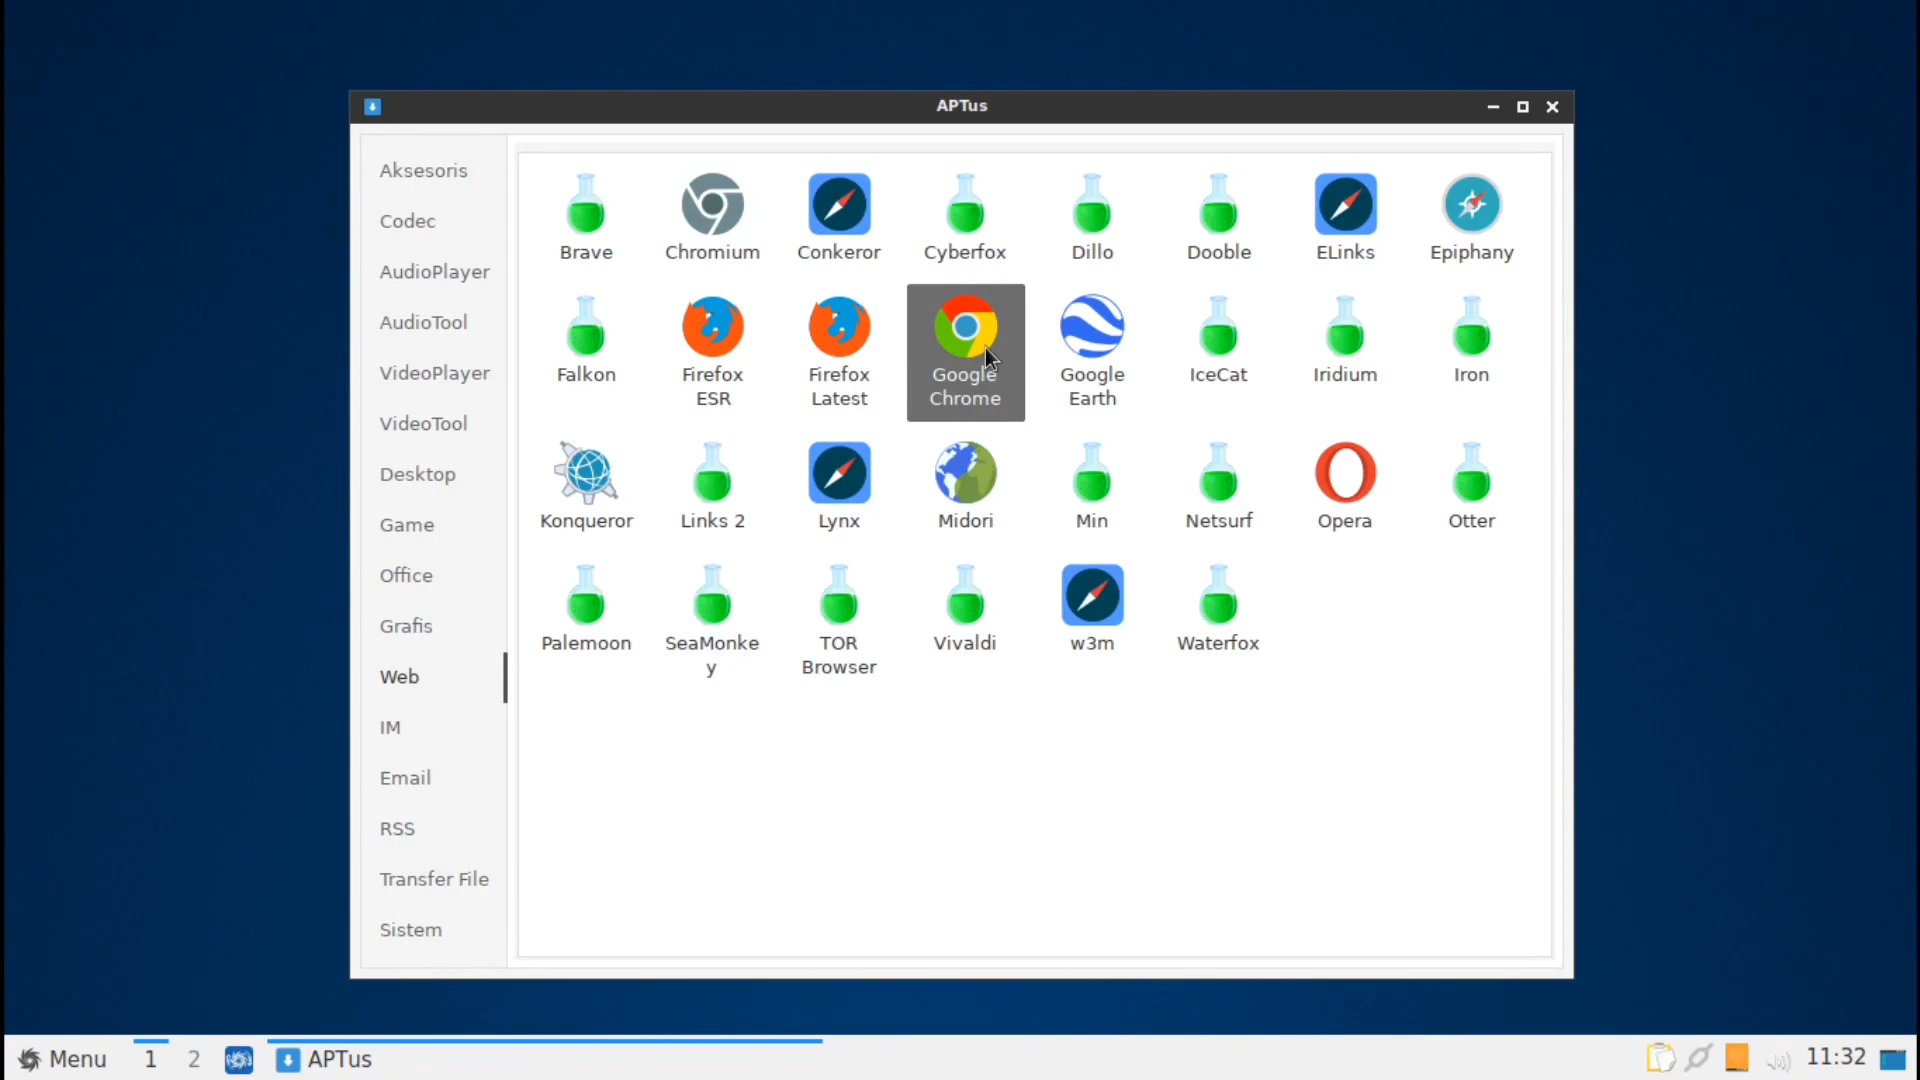 APTus
Aksesoris
Codec
AudioPlayer
AudioTool
VideoPlayer
VideoTool
Desktop
Game
Office
Grafis
Web
IM
Email
RSS
Transfer File
Sistem
Brave
Chromium
Conkeror
Cyberfox
Dillo
Dooble
ELinks
Epiphany
Falkon
Firefox
ESR
Firefox
Latest
Google
Chrome
Google
Earth
IceCat
Iridium
Iron
Konqueror
Links 2
Lynx
Midori
Min
Netsurf
Opera
Otter
Palemoon
SeaMonke
y
TOR
Browser
Vivaldi
w3m
Waterfox
Menu
1
2
APTus
11:32